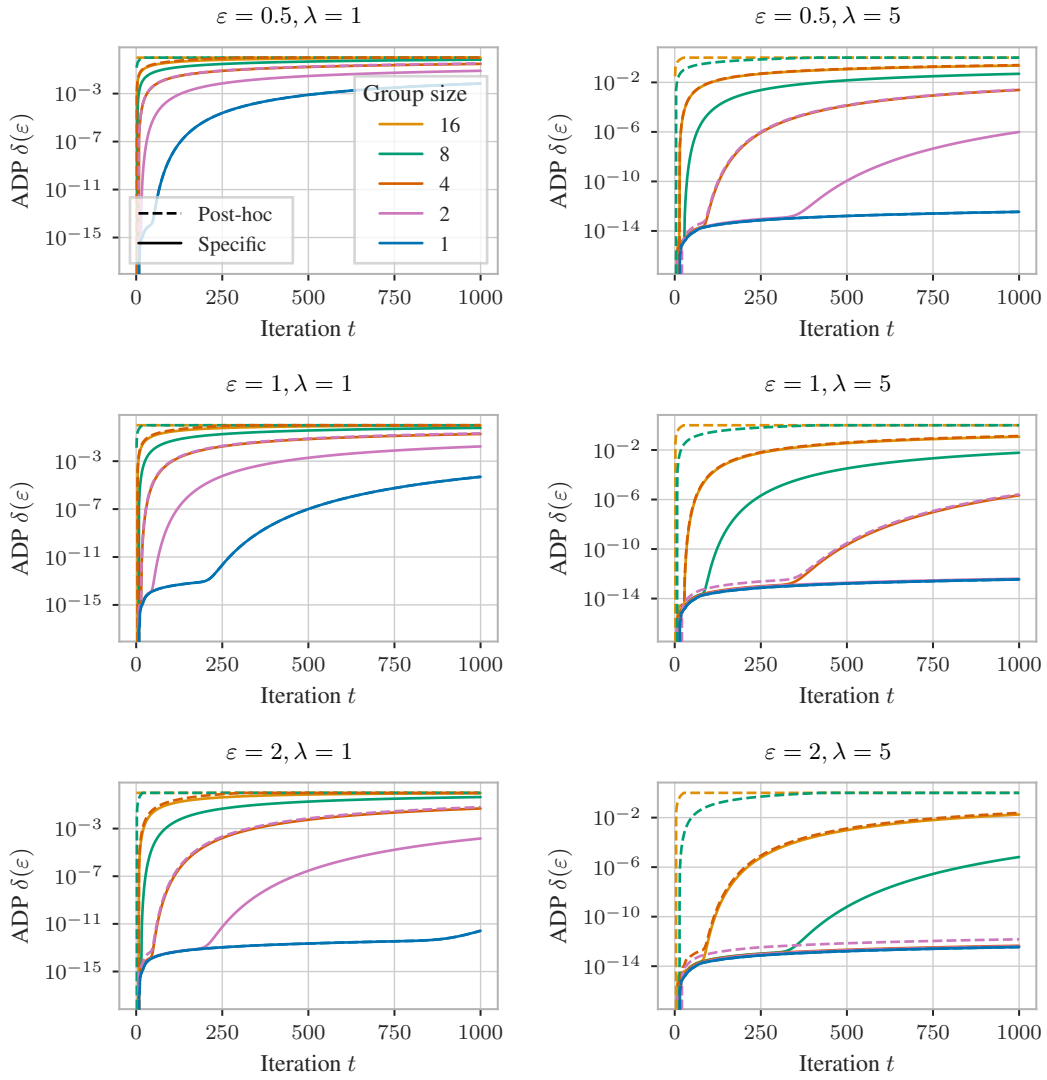 ε = 0.5, λ = 1
ADP δ(ε)
10⁻³
10⁻⁷
10⁻¹¹
10⁻¹⁵
Group size
16
8
4
2
1
Post-hoc
Specific
0 250 500 750 1000
Iteration t
ε = 0.5, λ = 5
ADP δ(ε)
10⁻²
10⁻⁶
10⁻¹⁰
10⁻¹⁴
0 250 500 750 1000
Iteration t
ε = 1, λ = 1
ADP δ(ε)
10⁻³
10⁻⁷
10⁻¹¹
10⁻¹⁵
0 250 500 750 1000
Iteration t
ε = 1, λ = 5
ADP δ(ε)
10⁻²
10⁻⁶
10⁻¹⁰
10⁻¹⁴
0 250 500 750 1000
Iteration t
ε = 2, λ = 1
ADP δ(ε)
10⁻³
10⁻⁷
10⁻¹¹
10⁻¹⁵
0 250 500 750 1000
Iteration t
ε = 2, λ = 5
ADP δ(ε)
10⁻²
10⁻⁶
10⁻¹⁰
10⁻¹⁴
0 250 500 750 1000
Iteration t